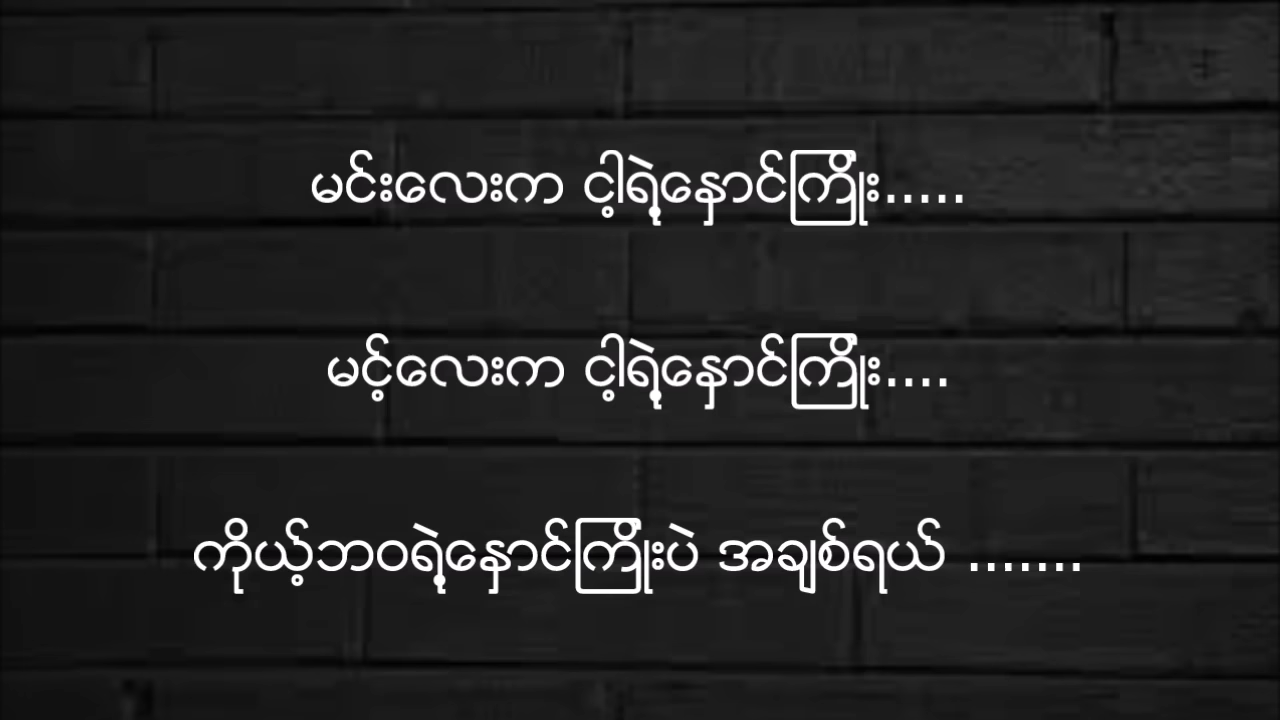 မင်းလေးက ငါ့ရဲ့နှောင်ကြိုး.....
မင့်လေးက ငါ့ရဲ့နှောင်ကြိုး....
ကိုယ့်ဘဝရဲ့နှောင်ကြိုးပဲ အချစ်ရယ် .......